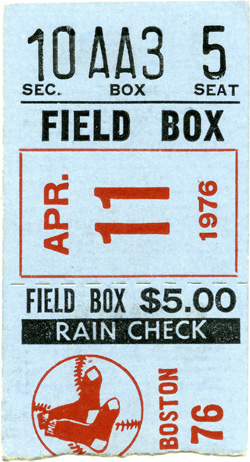 10 AA3 5
SEC. BOX SEAT
FIELD BOX
APR. 11 1976
FIELD BOX $5.00
RAIN CHECK
BOSTON
76